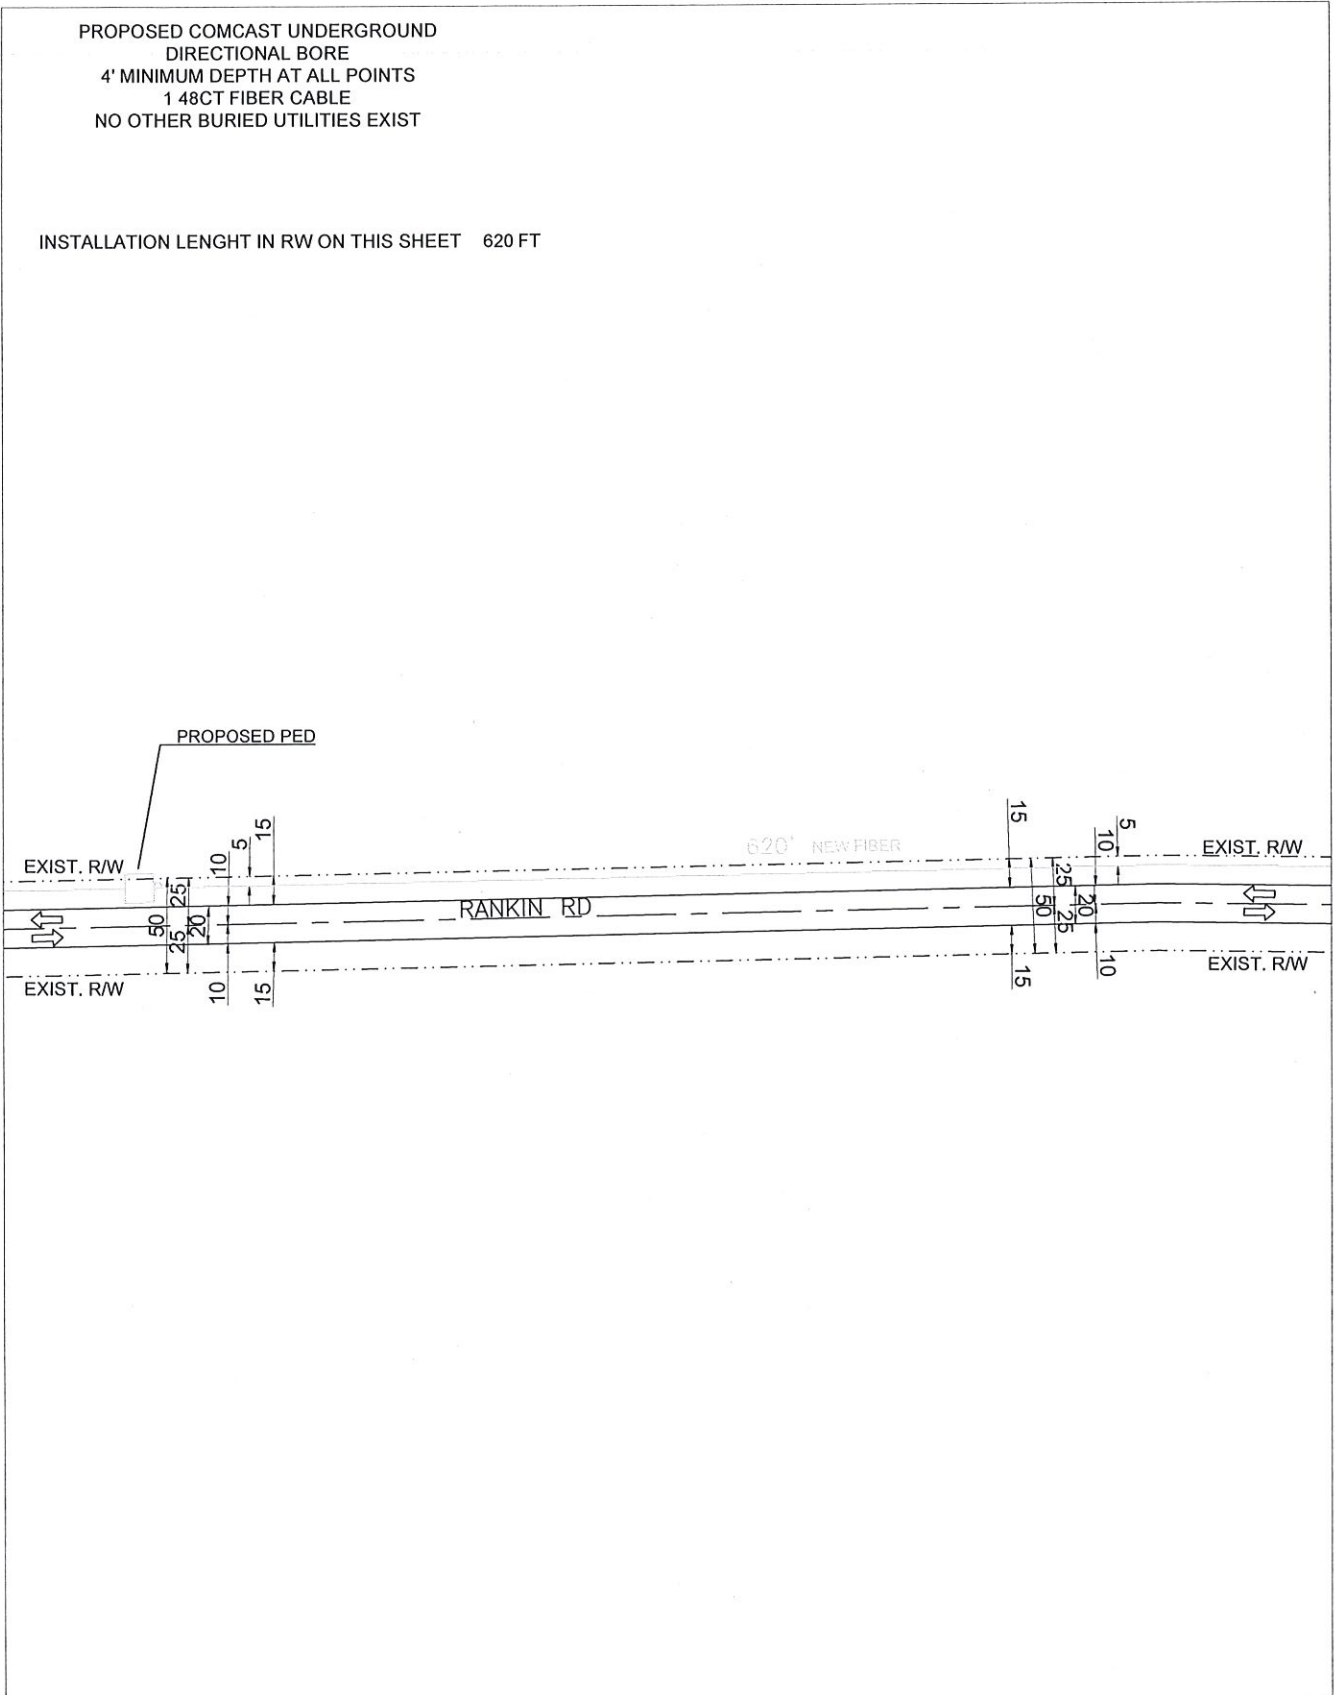 PROPOSED COMCAST UNDERGROUND
DIRECTIONAL BORE
4' MINIMUM DEPTH AT ALL POINTS
1 48CT FIBER CABLE
NO OTHER BURIED UTILITIES EXIST
INSTALLATION LENGHT IN RW ON THIS SHEET 620 FT
PROPOSED PED
EXIST. R/W
10
5
15
620' NEW FIBER
15
10
5
EXIST. R/W
50
25
25
20
RANKIN RD
50
25
25
20
EXIST. R/W
10
15
15
10
EXIST. R/W